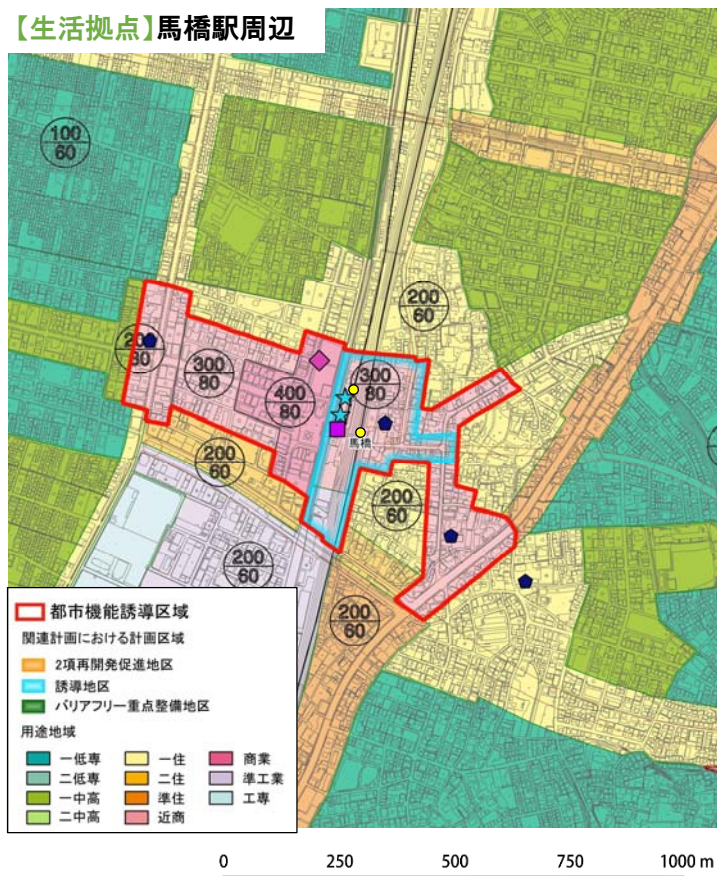 【生活拠点】馬橋駅周辺
100
60
200
60
200
80
300
80
400
80
300
80
馬橋
200
60
200
60
200
60
200
60
都市機能誘導区域
関連計画における計画区域
2項再開発促進地区
誘導地区
バリアフリー重点整備地区
用途地域
一低専 一住 商業
二低専 二住 準工業
一中高 準住 工専
二中高 近商
0 250 500 750 1000 m